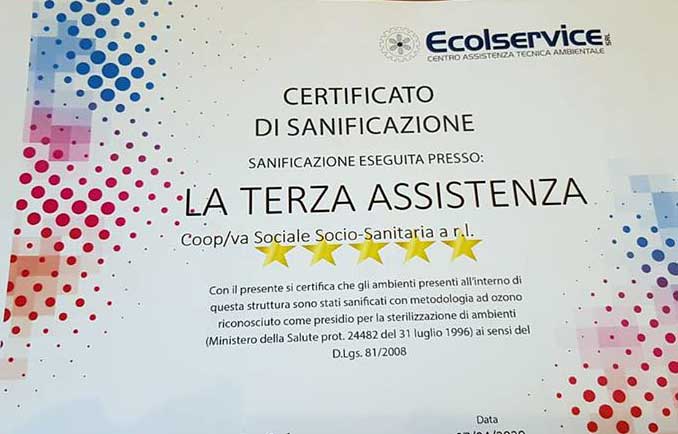 Ecolservice SRL
CENTRO ASSISTENZA TECNICA AMBIENTALE
CERTIFICATO
DI SANIFICAZIONE
SANIFICAZIONE ESEGUITA PRESSO:
LA TERZA ASSISTENZA
Coop/va Sociale Socio-Sanitaria a r.l.
Con il presente si certifica che gli ambienti presenti all'interno di
questa struttura sono stati sanificati con metodologia ad ozono
riconosciuto come presidio per la sterilizzazione di ambienti
(Ministero della Salute prot. 24482 del 31 luglio 1996) ai sensi del
D.Lgs. 81/2008
Data